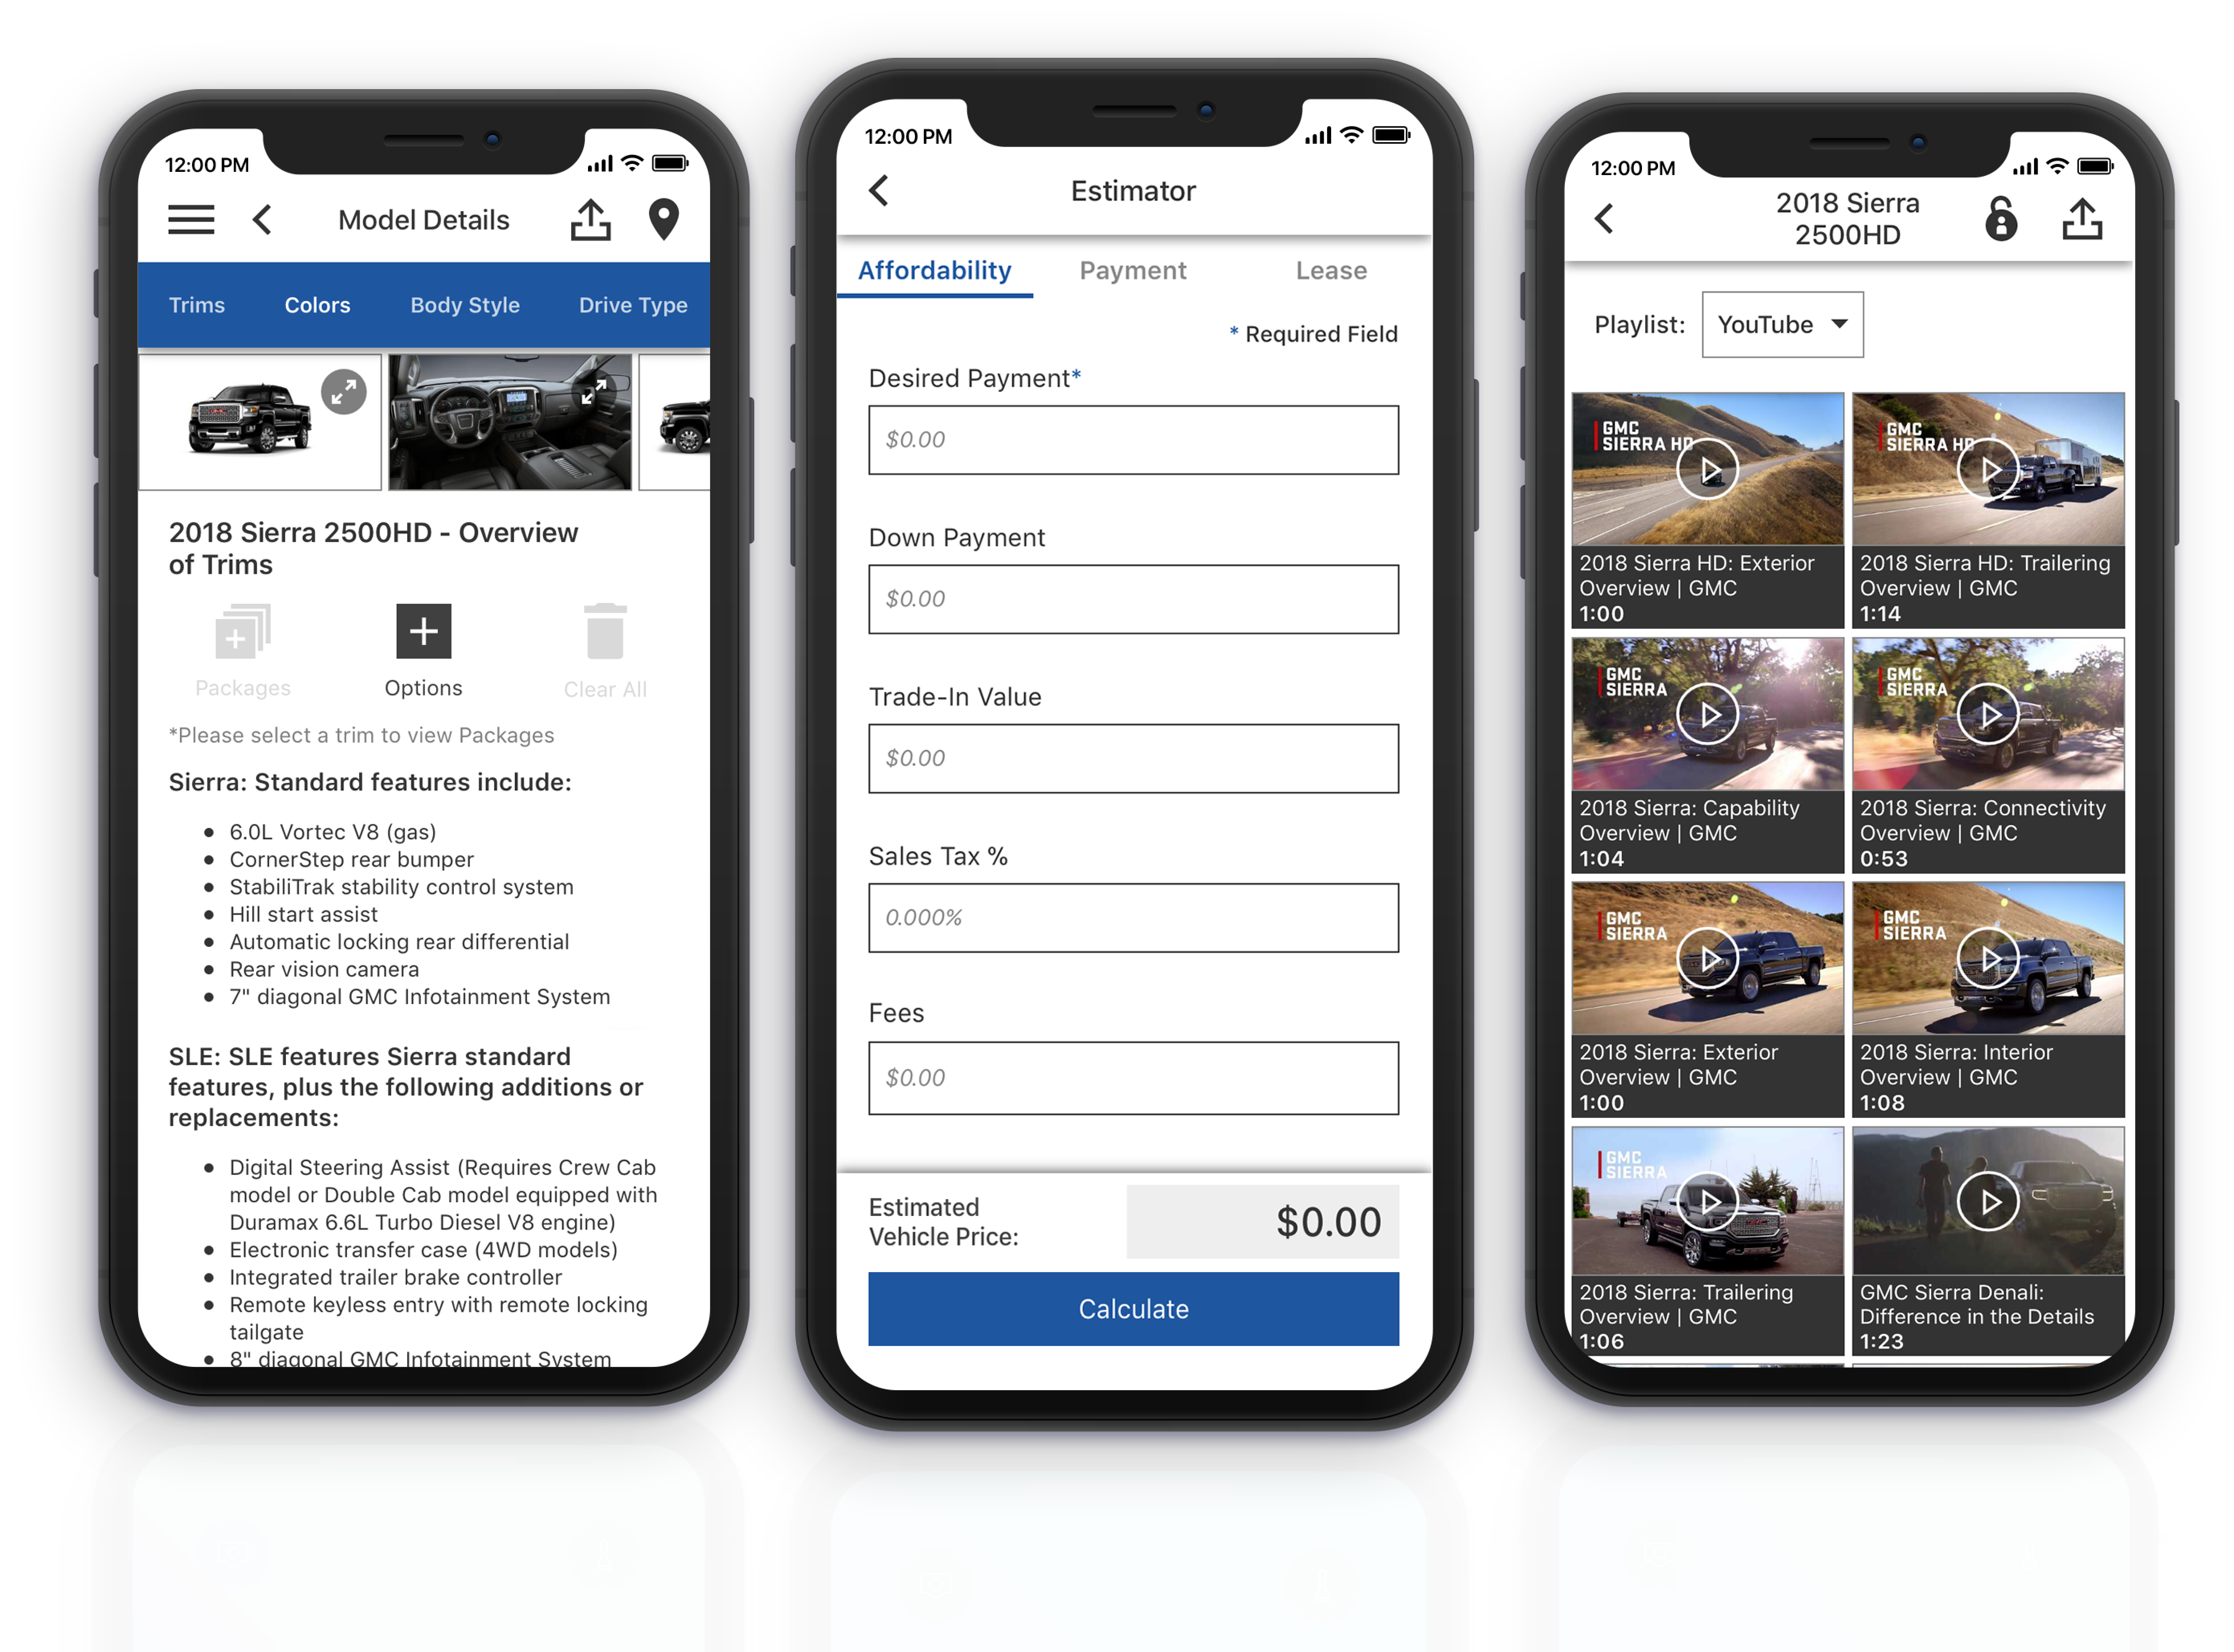 12:00 PM
Model Details
Trims Colors Body Style Drive Type
2018 Sierra 2500HD - Overview
of Trims
Packages Options Clear All
*Please select a trim to view Packages
Sierra: Standard features include:
• 6.0L Vortec V8 (gas)
• CornerStep rear bumper
• StabiliTrak stability control system
• Hill start assist
• Automatic locking rear differential
• Rear vision camera
• 7" diagonal GMC Infotainment System
SLE: SLE features Sierra standard
features, plus the following additions or
replacements:
• Digital Steering Assist (Requires Crew Cab
model or Double Cab model equipped with
Duramax 6.6L Turbo Diesel V8 engine)
• Electronic transfer case (4WD models)
• Integrated trailer brake controller
• Remote keyless entry with remote locking
tailgate
• 8" diagonal GMC Infotainment System
12:00 PM
Estimator
Affordability Payment Lease
* Required Field
Desired Payment*
$0.00
Down Payment
$0.00
Trade-In Value
$0.00
Sales Tax %
0.000%
Fees
$0.00
Estimated
Vehicle Price:
$0.00
Calculate
12:00 PM
2018 Sierra
2500HD
Playlist: YouTube
GMC
SIERRA HD
2018 Sierra HD: Exterior
Overview | GMC
1:00
GMC
SIERRA HD
2018 Sierra HD: Trailering
Overview | GMC
1:14
GMC
SIERRA
2018 Sierra: Capability
Overview | GMC
1:04
GMC
SIERRA
2018 Sierra: Connectivity
Overview | GMC
0:53
GMC
SIERRA
2018 Sierra: Exterior
Overview | GMC
1:00
GMC
SIERRA
2018 Sierra: Interior
Overview | GMC
1:08
GMC
SIERRA
2018 Sierra: Trailering
Overview | GMC
1:06
GMC Sierra Denali:
Difference in the Details
1:23